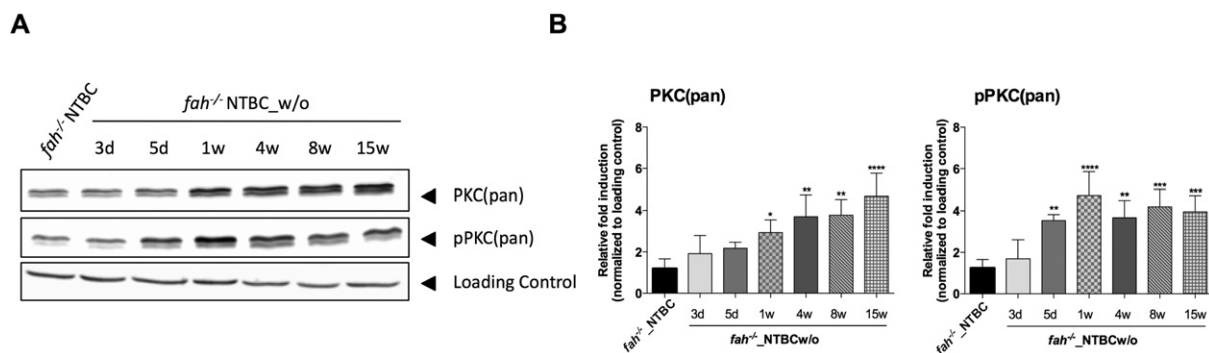 A
fah-/- NTBC
fah-/- NTBC_w/o
3d 5d 1w 4w 8w 15w
PKC(pan)
pPKC(pan)
Loading Control
B
PKC(pan)
Relative fold induction
(normalized to loading control)
8
6
4
2
0
* ** ** ****
fah-/-_NTBC
3d 5d 1w 4w 8w 15w
fah-/-_NTBCw/o
pPKC(pan)
Relative fold induction
(normalized to loading control)
8
6
4
2
0
** **** ** *** ***
fah-/-_NTBC
3d 5d 1w 4w 8w 15w
fah-/-_NTBCw/o